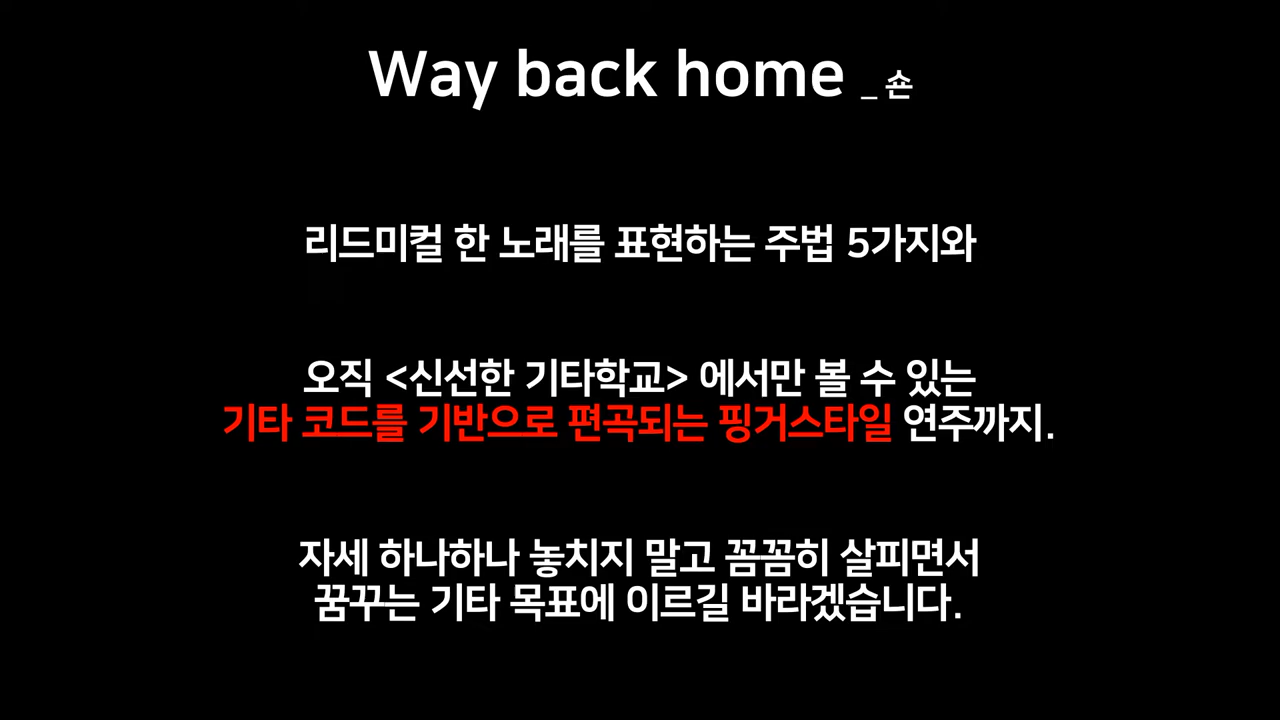 Way back home _ 숀
리드미컬 한 노래를 표현하는 주법 5가지와
오직 <신선한 기타학교> 에서만 볼 수 있는
기타 코드를 기반으로 편곡되는 핑거스타일 연주까지.
자세 하나하나 놓치지 말고 꼼꼼히 살피면서
꿈꾸는 기타 목표에 이르길 바라겠습니다.